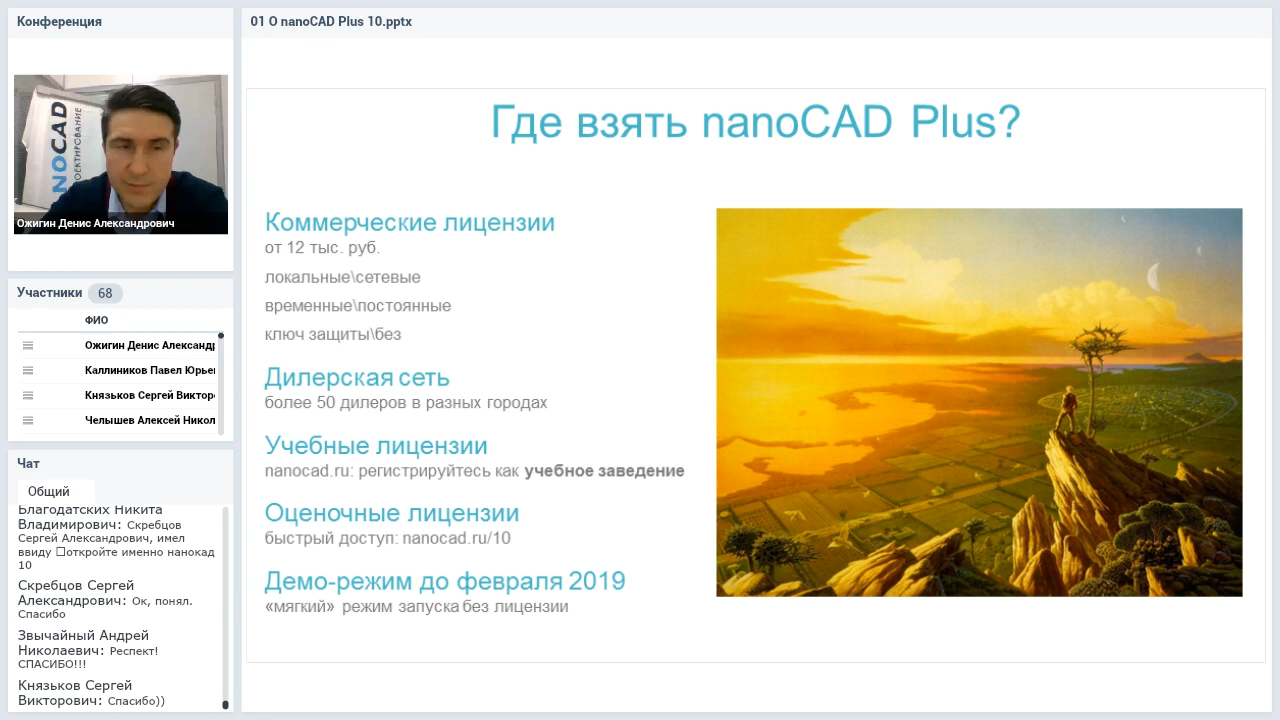 Конференция
NOCAD
ОЕКТИРОВАНИЕ
Ожигин Денис Александрович
Участники 68
ФИО
Ожигин Денис Александр
Каллиников Павел Юрье
Князьков Сергей Виктор
Челышев Алексей Никол
Чат
Общий
Благодатских Никита
Владимирович: Скребцов
Сергей Александрович, имел
ввиду откройте именно нанокад
10
Скребцов Сергей
Александрович: Ок, понял.
Спасибо
Звычайный Андрей
Николаевич: Респект!
СПАСИБО!!!
Князьков Сергей
Викторович: Спасибо))
01 О nanoCAD Plus 10.pptx
Где взять nanoCAD Plus?
Коммерческие лицензии
от 12 тыс. руб.
локальные\сетевые
временные\постоянные
ключ защиты\без
Дилерская сеть
более 50 дилеров в разных городах
Учебные лицензии
nanocad.ru: регистрируйтесь как учебное заведение
Оценочные лицензии
быстрый доступ: nanocad.ru/10
Демо-режим до февраля 2019
«мягкий» режим запуска без лицензии